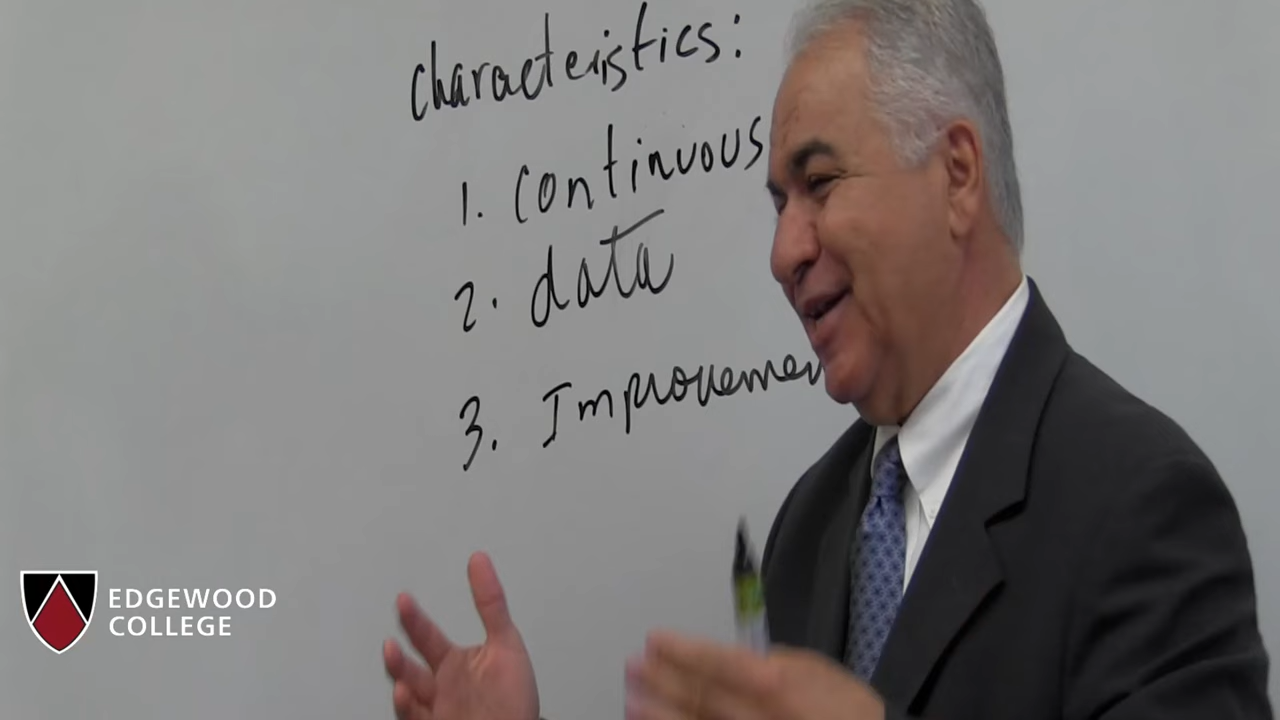 characteristics:
1. continuous
2. data
3. Improvemen
EDGEWOOD
COLLEGE